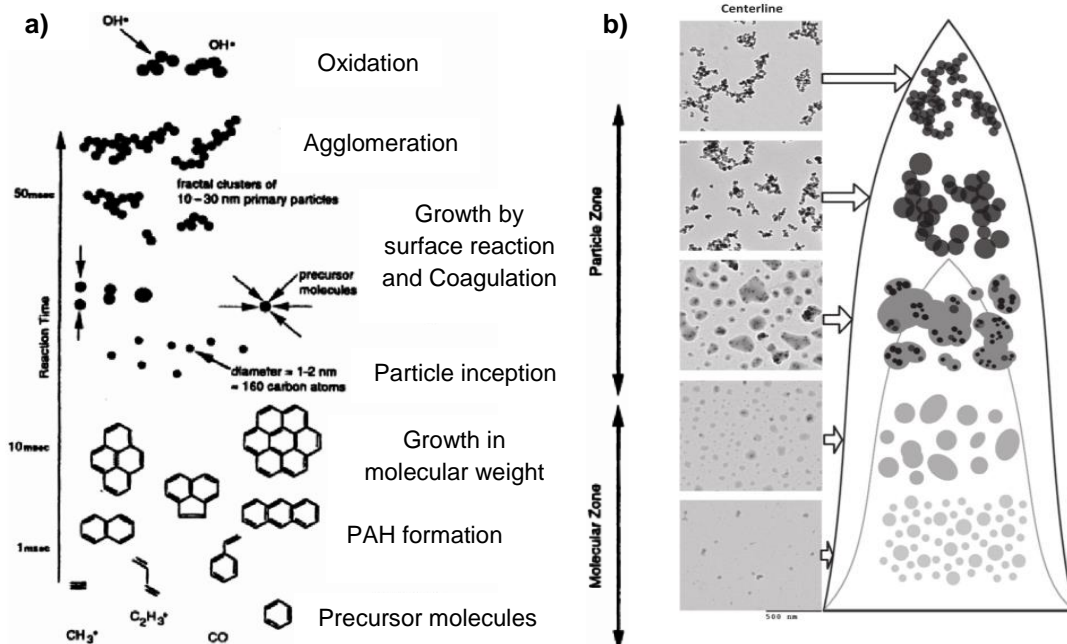 a)
OH•
OH•
Oxidation
Agglomeration
50msec
fractal clusters of
10 – 30 nm primary particles
Growth by
surface reaction
and Coagulation
precursor
molecules
Reaction Time
diameter ≈ 1-2 nm
≈ 160 carbon atoms
Particle inception
10msec
Growth in
molecular weight
PAH formation
1msec
C₂H₃⁺
CH₃⁺
CO
Precursor molecules
Particle Zone
Molecular Zone
b)
Centerline
500 nm